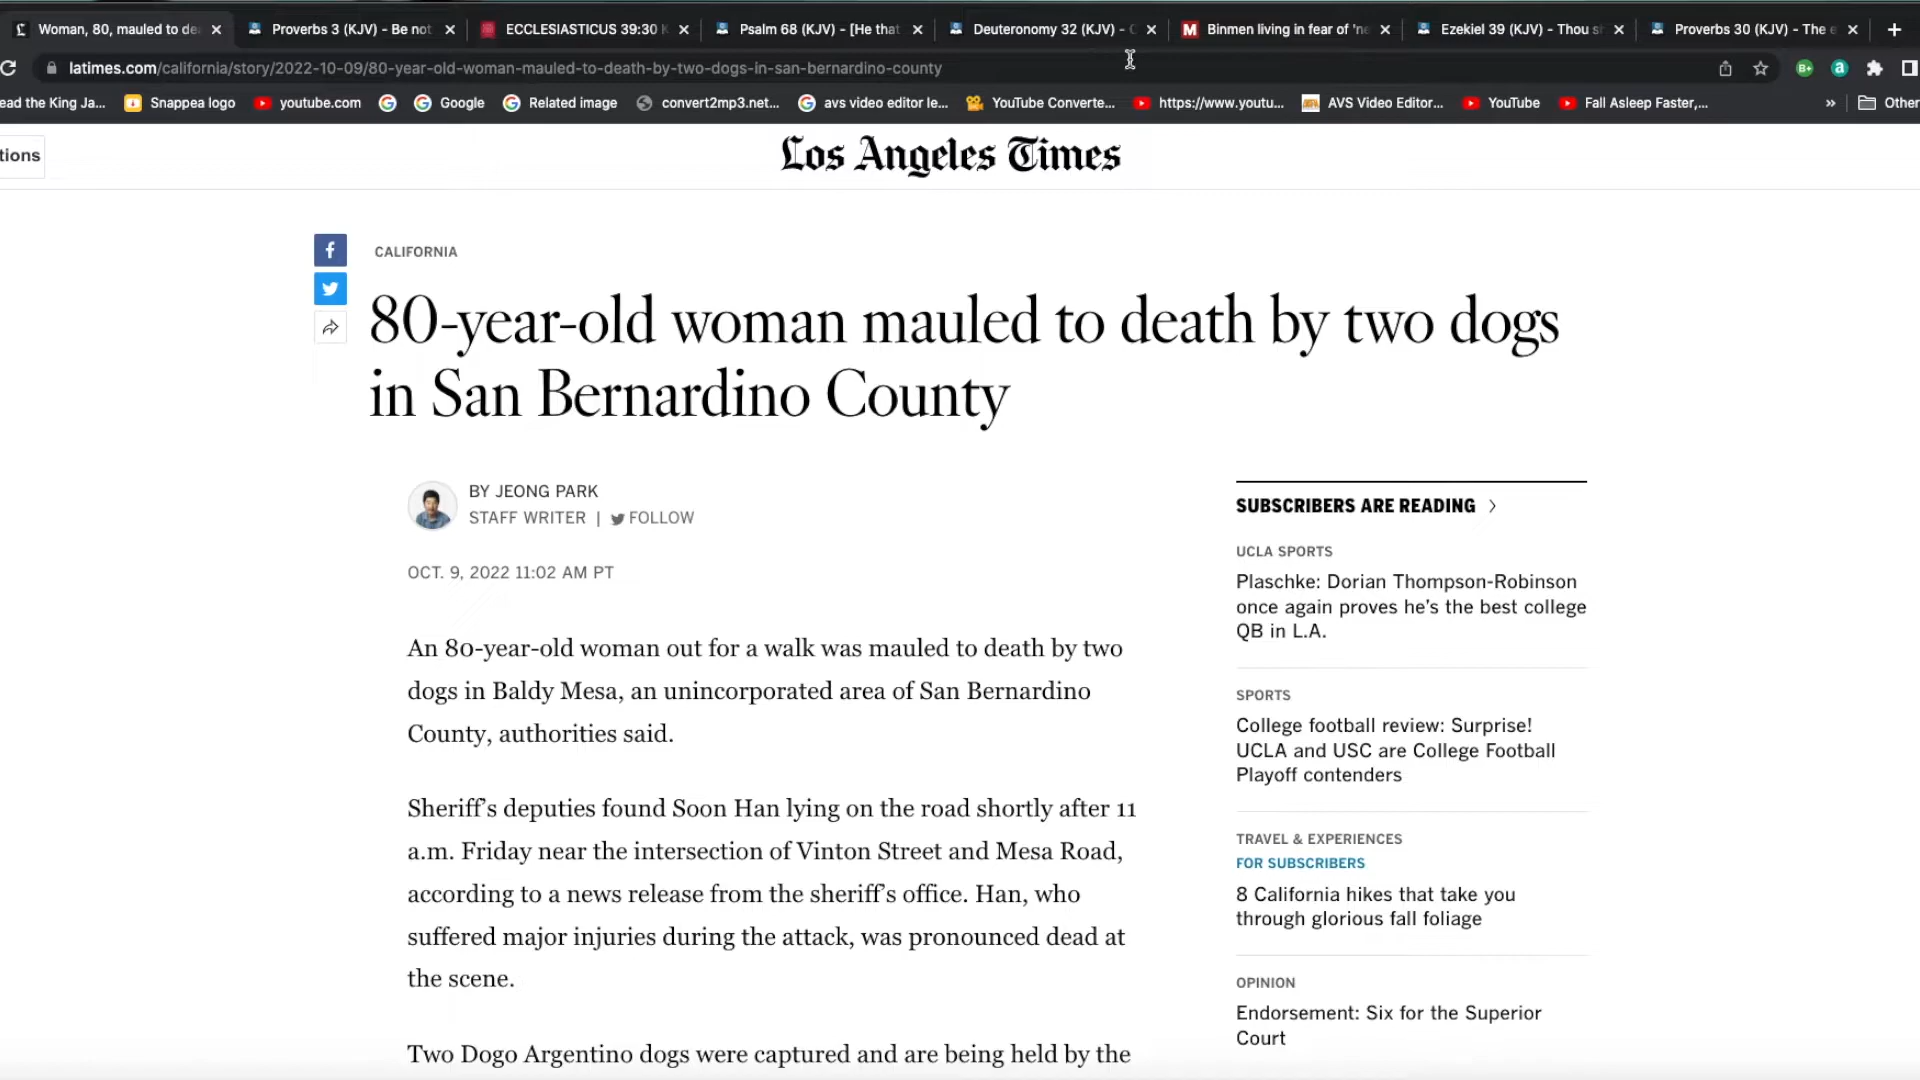 Woman, 80, mauled to de
Proverbs 3 (KJV) - Be not
ECCLESIASTICUS 39:30
Psalm 68 (KJV) - [He that
Deuteronomy 32 (KJV) -
Binmen living in fear of 'ne
Ezekiel 39 (KJV) - Thou s
Proverbs 30 (KJV) - The e
latimes.com/california/story/2022-10-09/80-year-old-woman-mauled-to-death-by-two-dogs-in-san-bernardino-county
ead the King Ja...
Snappea logo
youtube.com
Google
Related image
convert2mp3.net...
avs video editor le...
YouTube Converte...
https://www.youtu...
AVS Video Editor...
YouTube
Fall Asleep Faster,...
»
Other
tions
Los Angeles Times
CALIFORNIA
80-year-old woman mauled to death by two dogs
in San Bernardino County
BY JEONG PARK
STAFF WRITER | FOLLOW
OCT. 9, 2022 11:02 AM PT
An 80-year-old woman out for a walk was mauled to death by two
dogs in Baldy Mesa, an unincorporated area of San Bernardino
County, authorities said.
Sheriff's deputies found Soon Han lying on the road shortly after 11
a.m. Friday near the intersection of Vinton Street and Mesa Road,
according to a news release from the sheriff's office. Han, who
suffered major injuries during the attack, was pronounced dead at
the scene.
Two Dogo Argentino dogs were captured and are being held by the
SUBSCRIBERS ARE READING
UCLA SPORTS
Plaschke: Dorian Thompson-Robinson
once again proves he's the best college
QB in L.A.
SPORTS
College football review: Surprise!
UCLA and USC are College Football
Playoff contenders
TRAVEL & EXPERIENCES
FOR SUBSCRIBERS
8 California hikes that take you
through glorious fall foliage
OPINION
Endorsement: Six for the Superior
Court